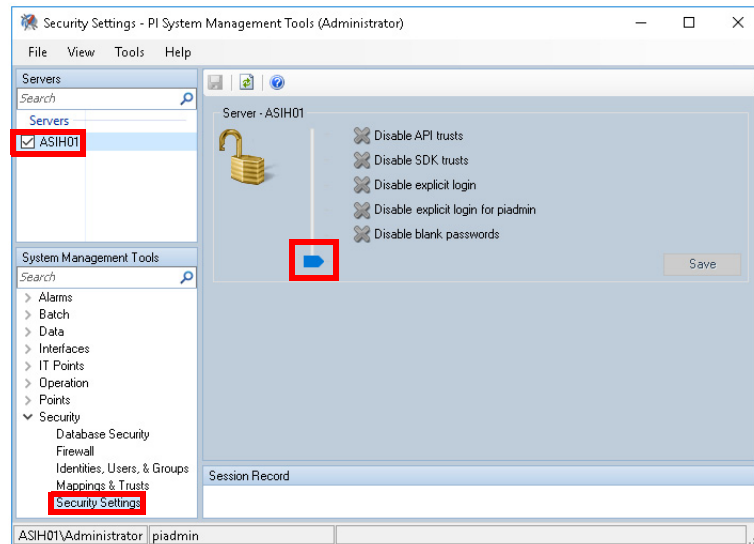 Security Settings - PI System Management Tools (Administrator)
File View Tools Help
Servers
Search
Servers
ASIH01
Server - ASIH01
Disable API trusts
Disable SDK trusts
Disable explicit login
Disable explicit login for piadmin
Disable blank passwords
Save
System Management Tools
Search
Alarms
Batch
Data
Interfaces
IT Points
Operation
Points
Security
Database Security
Firewall
Identities, Users, & Groups
Mappings & Trusts
Security Settings
Session Record
ASIH01\Administrator piadmin